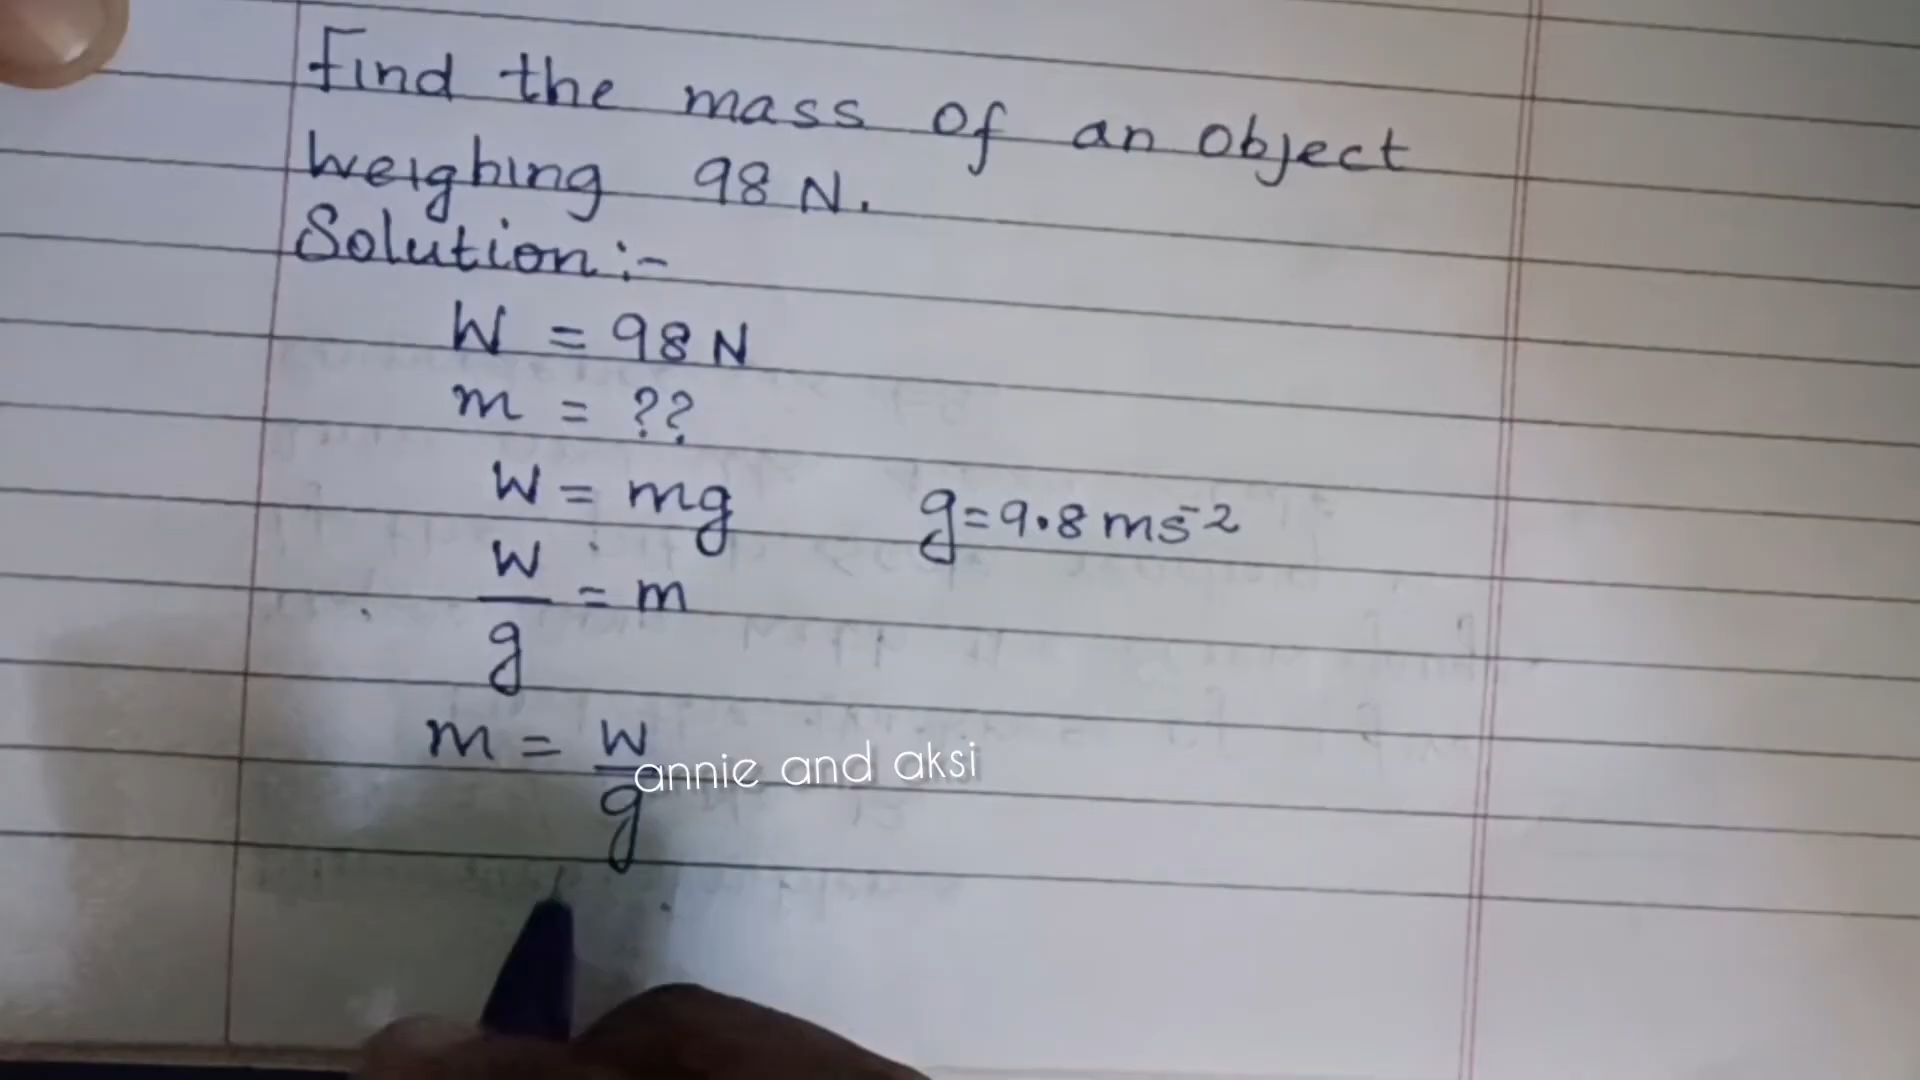 Find the mass of an object
weighing 98 N.
Solution :-
W = 98 N
m = ??
W = mg g = 9.8 ms⁻²
W/g = m
m = W/g
annie and aksi